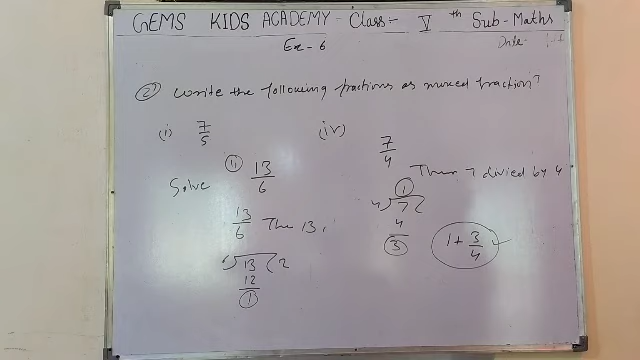 GEMS KIDS ACADEMY - Class - V th Sub - Maths
Ex - 6 Date -
② Write the following fractions as mixed fraction?
(i) 7/5
(iv) 7/4
Solve (ii) 13/6
Then 7 divied by 4
13/6 The 13,
4 7 ( 1
4
3
1 + 3/4
6 13 ( 2
12
1